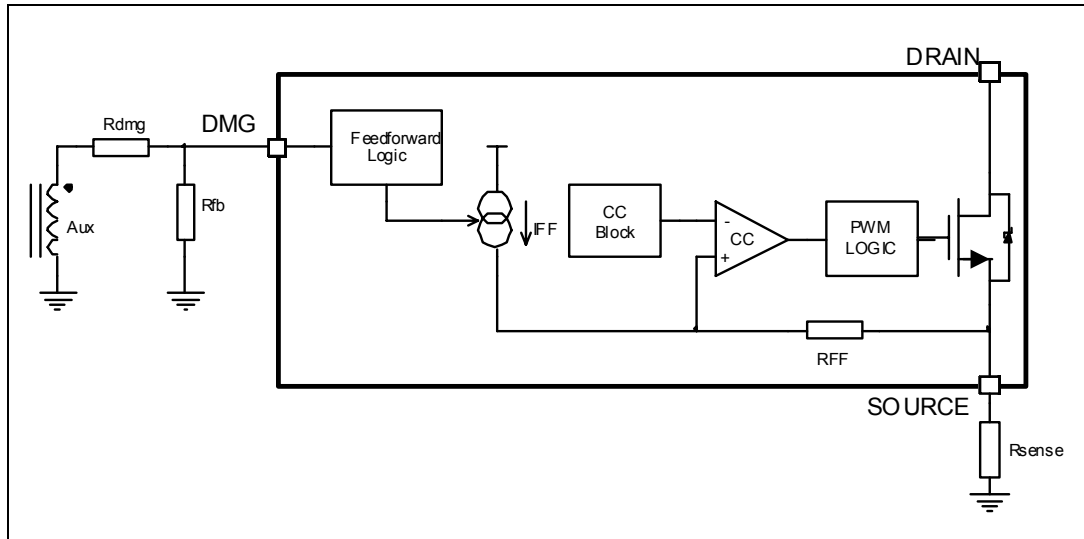 DRAIN
DMG
Rdmg
Feedforward
Logic
Aux
Rfb
IFF
CC
Block
-
CC
+
PWM
LOGIC
RFF
SOURCE
Rsense